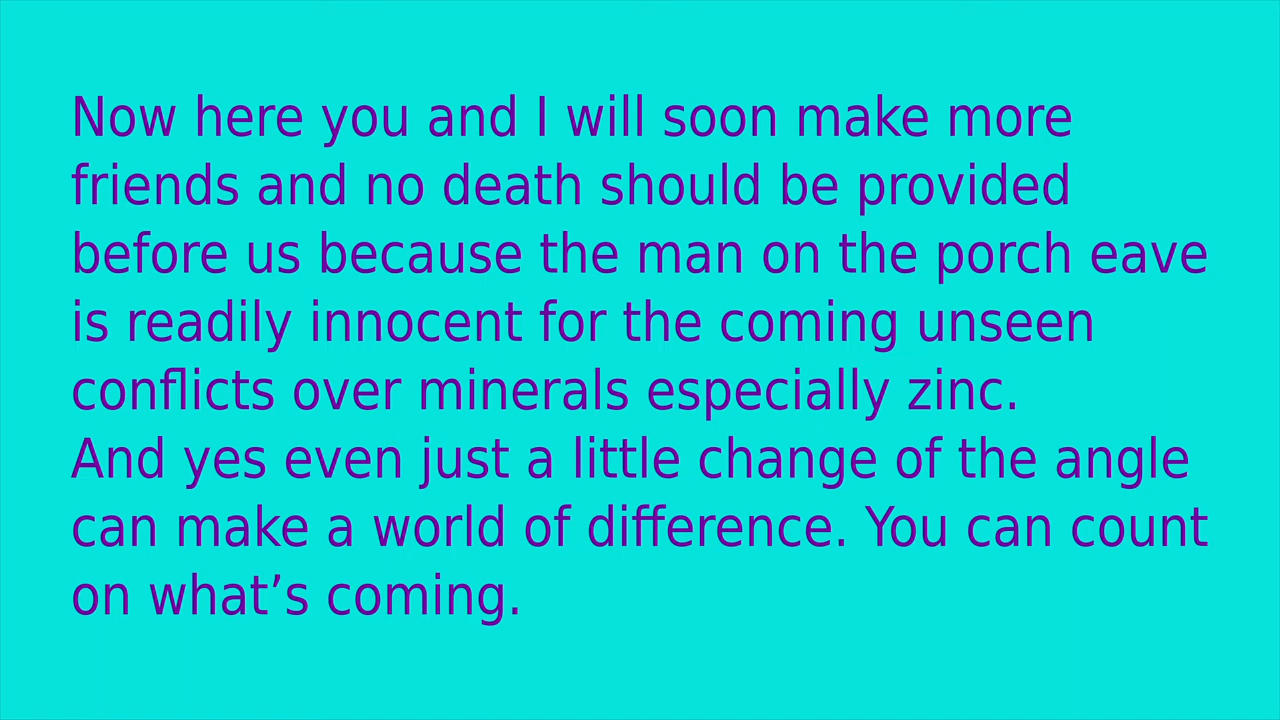 Now here you and I will soon make more
friends and no death should be provided
before us because the man on the porch eave
is readily innocent for the coming unseen
conflicts over minerals especially zinc.
And yes even just a little change of the angle
can make a world of difference. You can count
on what’s coming.